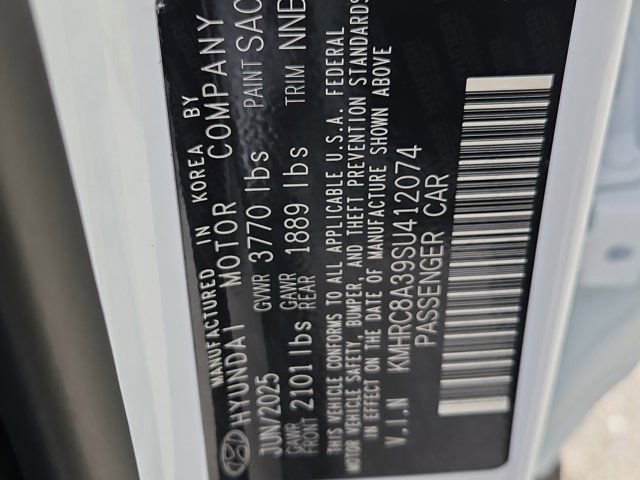 MANUFACTURED IN KOREA BY
HYUNDAI MOTOR COMPANY
JUN/2025 GVWR 3770 lbs PAINT SAC
GAWR FRONT 2101 lbs GAWR REAR 1889 lbs TRIM NNB
THIS VEHICLE CONFORMS TO ALL APPLICABLE U.S.A. FEDERAL
MOTOR VEHICLE SAFETY, BUMPER, AND THEFT PREVENTION STANDARDS
IN EFFECT ON THE DATE OF MANUFACTURE SHOWN ABOVE
V.I.N KMHRC8A39SU412074
PASSENGER CAR